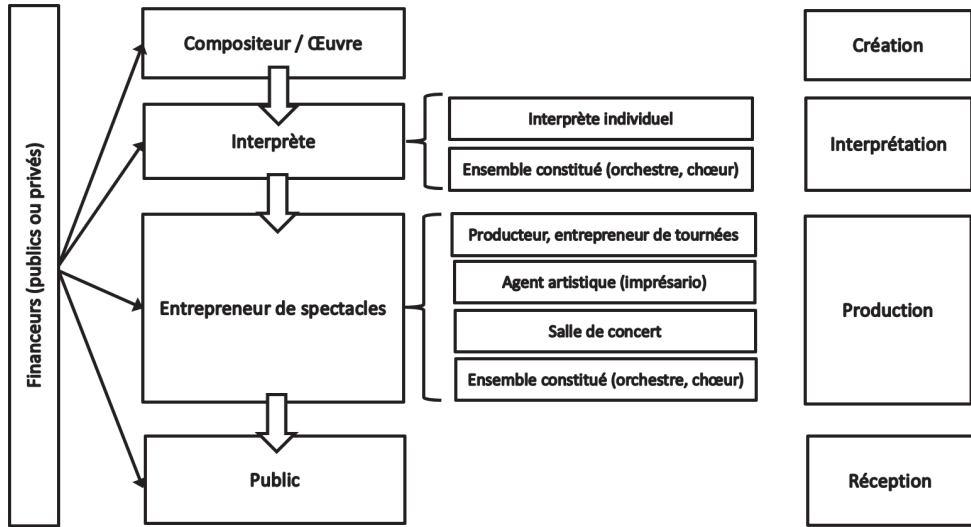 Financeurs (publics ou privés)
Compositeur / Œuvre
Création
Interprète
Interprète individuel
Ensemble constitué (orchestre, chœur)
Interprétation
Entrepreneur de spectacles
Producteur, entrepreneur de tournées
Agent artistique (imprésario)
Salle de concert
Ensemble constitué (orchestre, chœur)
Production
Public
Réception